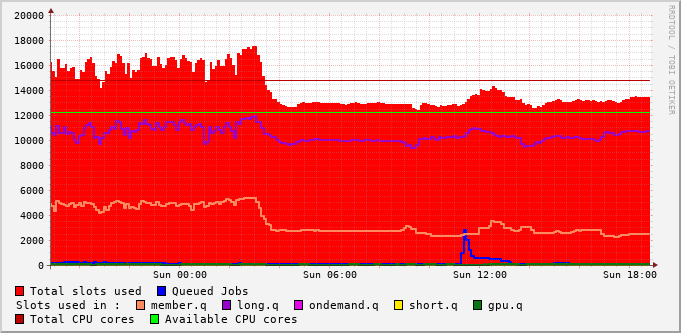 20000
18000
16000
14000
12000
10000
8000
6000
4000
2000
0
Sun 00:00 Sun 06:00 Sun 12:00 Sun 18:00
RRDTOOL / TOBI OETIKER
Total slots used Queued Jobs
Slots used in : member.q long.q ondemand.q short.q gpu.q
Total CPU cores Available CPU cores